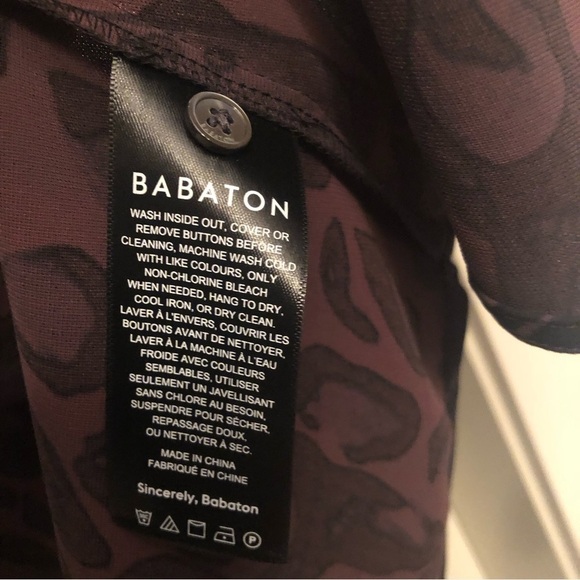 BABATON
WASH INSIDE OUT, COVER OR
REMOVE BUTTONS BEFORE
CLEANING, MACHINE WASH COLD
WITH LIKE COLOURS, ONLY
NON-CHLORINE BLEACH
WHEN NEEDED, HANG TO DRY,
COOL IRON, OR DRY CLEAN.
LAVER À L'ENVERS, COUVRIR LES
BOUTONS AVANT DE NETTOYER,
LAVER À LA MACHINE À L'EAU
FROIDE AVEC COULEURS
SEMBLABLES, UTILISER
SEULEMENT UN JAVELLISANT
SANS CHLORE AU BESOIN,
SUSPENDRE POUR SÉCHER,
REPASSAGE DOUX,
OU NETTOYER À SEC.
MADE IN CHINA
FABRIQUÉ EN CHINE
Sincerely, Babaton
P